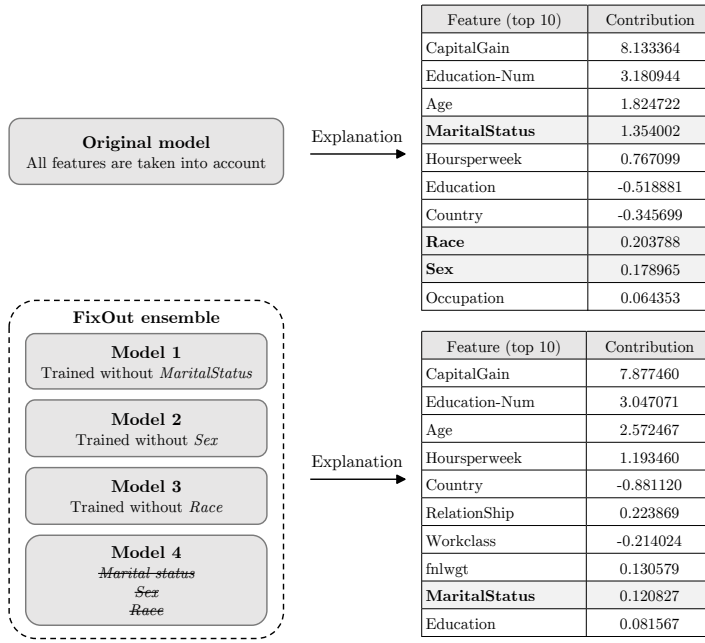 Original model
All features are taken into account
Explanation
Feature (top 10) Contribution
CapitalGain 8.133364
Education-Num 3.180944
Age 1.824722
MaritalStatus 1.354002
Hoursperweek 0.767099
Education -0.518881
Country -0.345699
Race 0.203788
Sex 0.178965
Occupation 0.064353
FixOut ensemble
Model 1
Trained without MaritalStatus
Model 2
Trained without Sex
Model 3
Trained without Race
Model 4
Marital status
Sex
Race
Explanation
Feature (top 10) Contribution
CapitalGain 7.877460
Education-Num 3.047071
Age 2.572467
Hoursperweek 1.193460
Country -0.881120
RelationShip 0.223869
Workclass -0.214024
fnlwgt 0.130579
MaritalStatus 0.120827
Education 0.081567